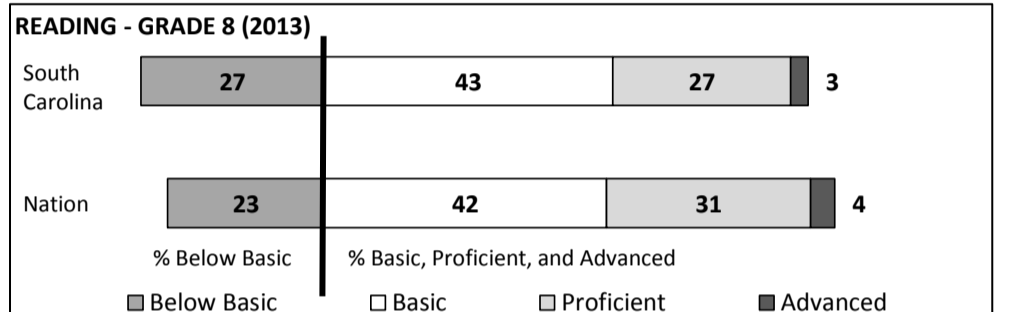 READING - GRADE 8 (2013)
South
Carolina
27 43 27 3
Nation
23 42 31 4
% Below Basic % Basic, Proficient, and Advanced
Below Basic Basic Proficient Advanced